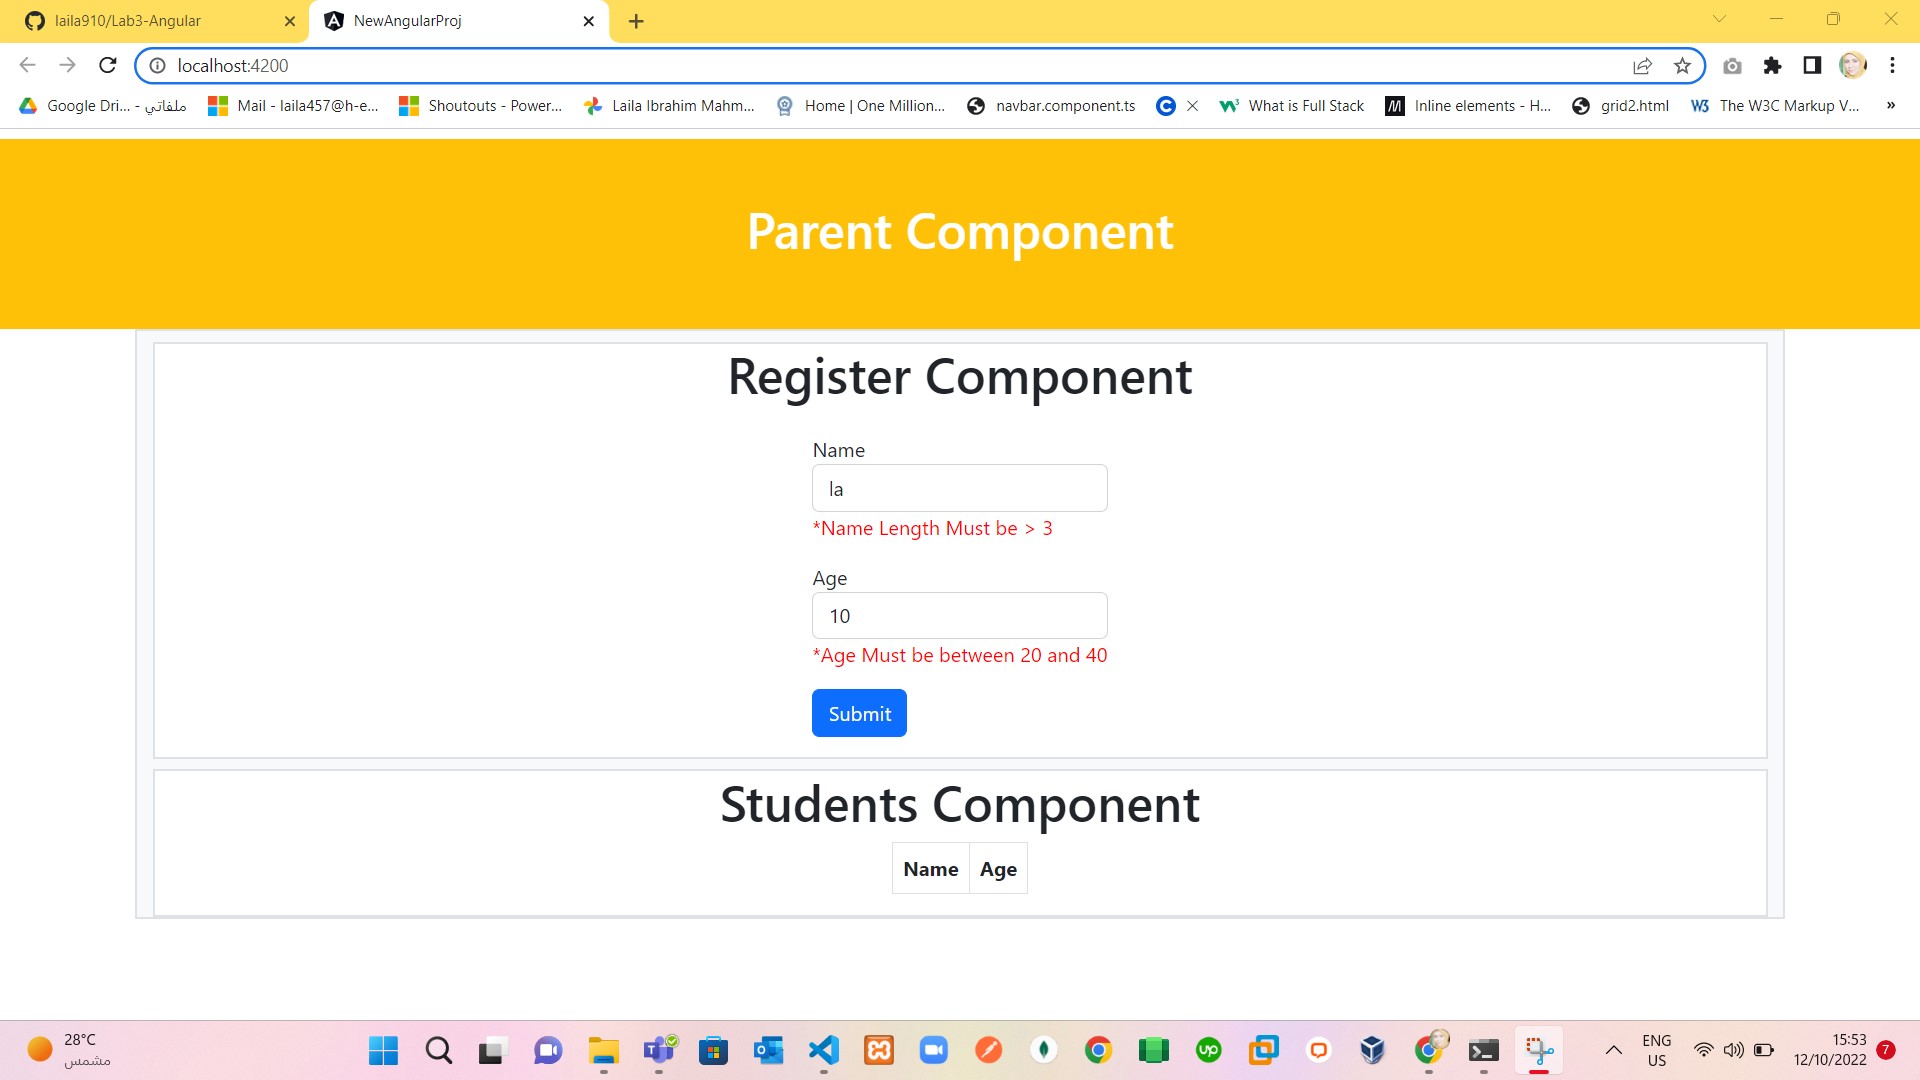 laila910/Lab3-Angular
NewAngularProj
localhost:4200
Google Dri... - ملفاتي
Mail - laila457@h-e...
Shoutouts - Power...
Laila Ibrahim Mahm...
Home | One Million...
navbar.component.ts
What is Full Stack
Inline elements - H...
grid2.html
The W3C Markup V...
»
Parent Component
Register Component
Name
la
*Name Length Must be > 3
Age
10
*Age Must be between 20 and 40
Submit
Students Component
Name Age
28°C
مشمس
ENG
US
15:53
12/10/2022
7